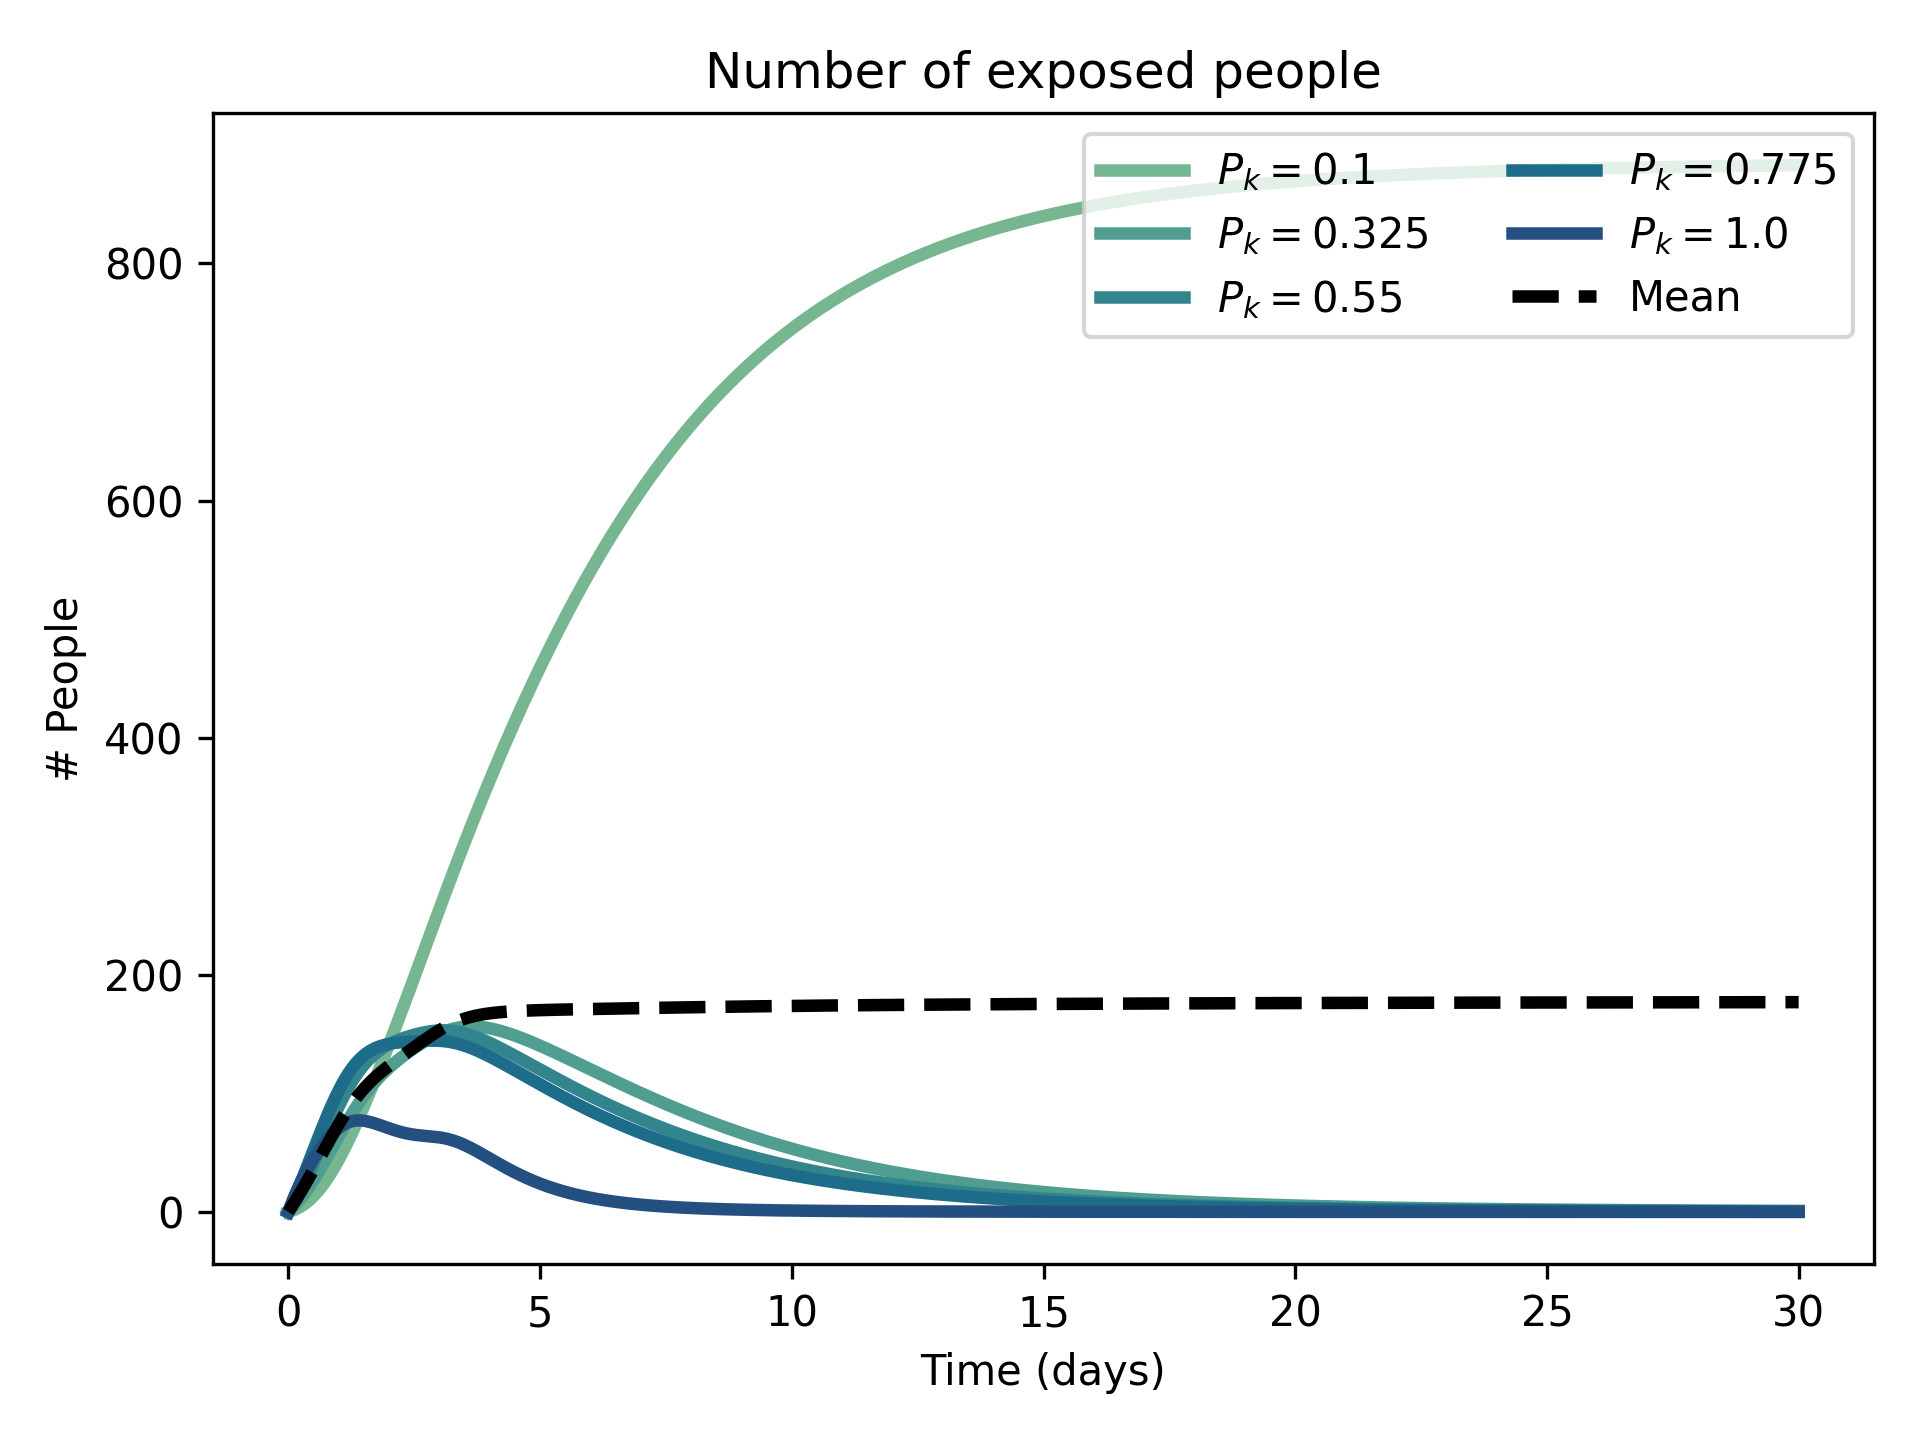 Number of exposed people
# People
800
600
400
200
0
0 5 10 15 20 25 30
Time (days)
P_k = 0.1
P_k = 0.325
P_k = 0.55
P_k = 0.775
P_k = 1.0
Mean